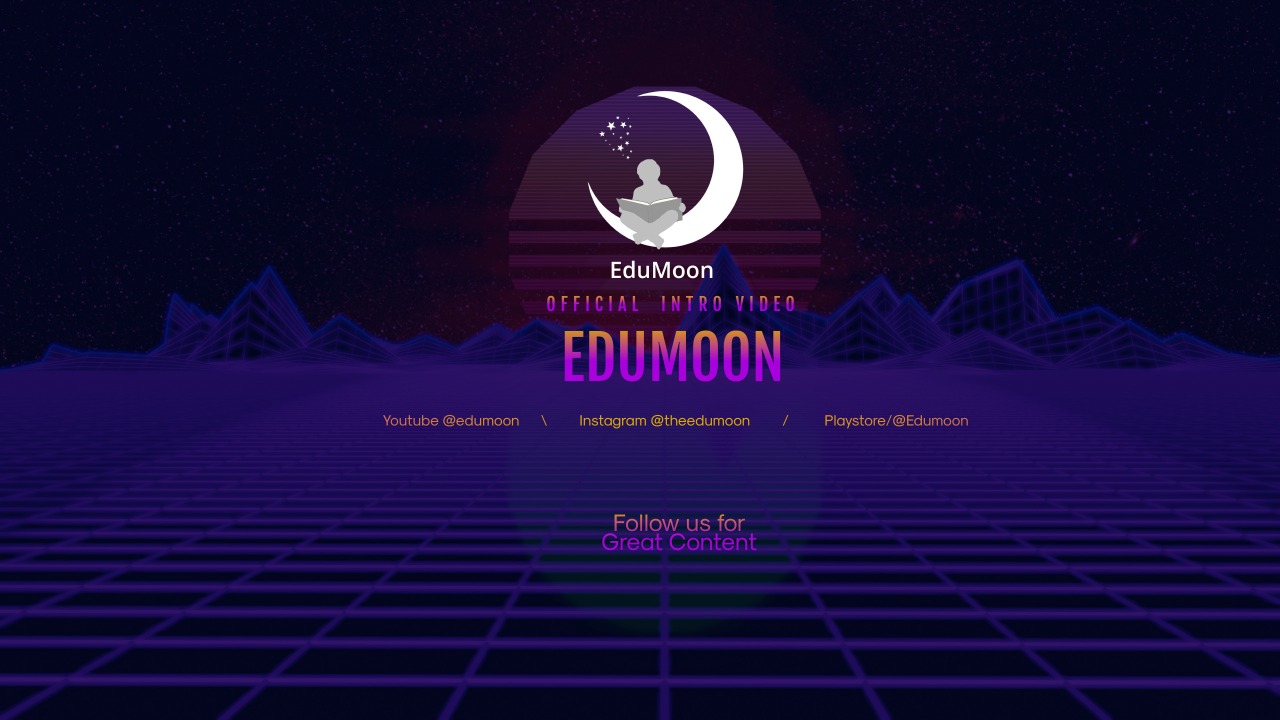 EduMoon
OFFICIAL INTRO VIDEO
EDUMOON
Youtube @edumoon \ Instagram @theedumoon / Playstore/@Edumoon
Follow us for
Great Content